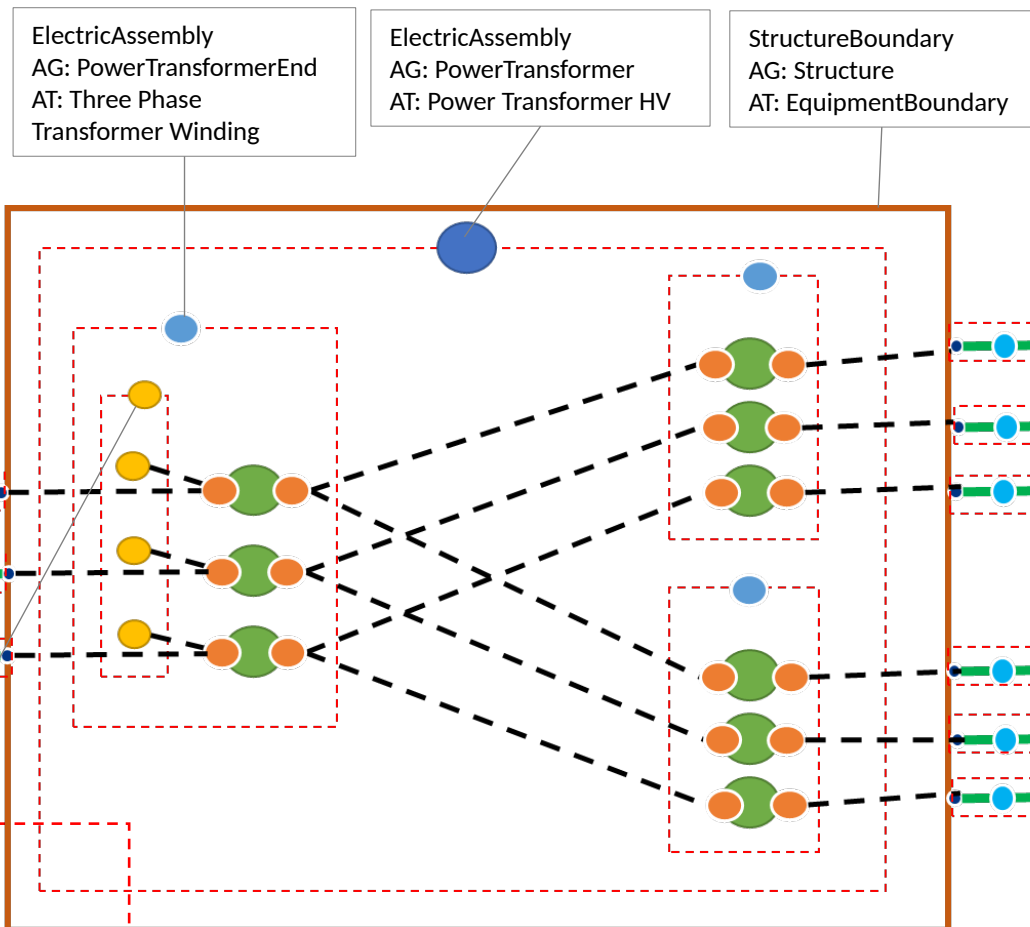 ElectricAssembly
AG: PowerTransformerEnd
AT: Three Phase
Transformer Winding
ElectricAssembly
AG: PowerTransformer
AT: Power Transformer HV
StructureBoundary
AG: Structure
AT: EquipmentBoundary